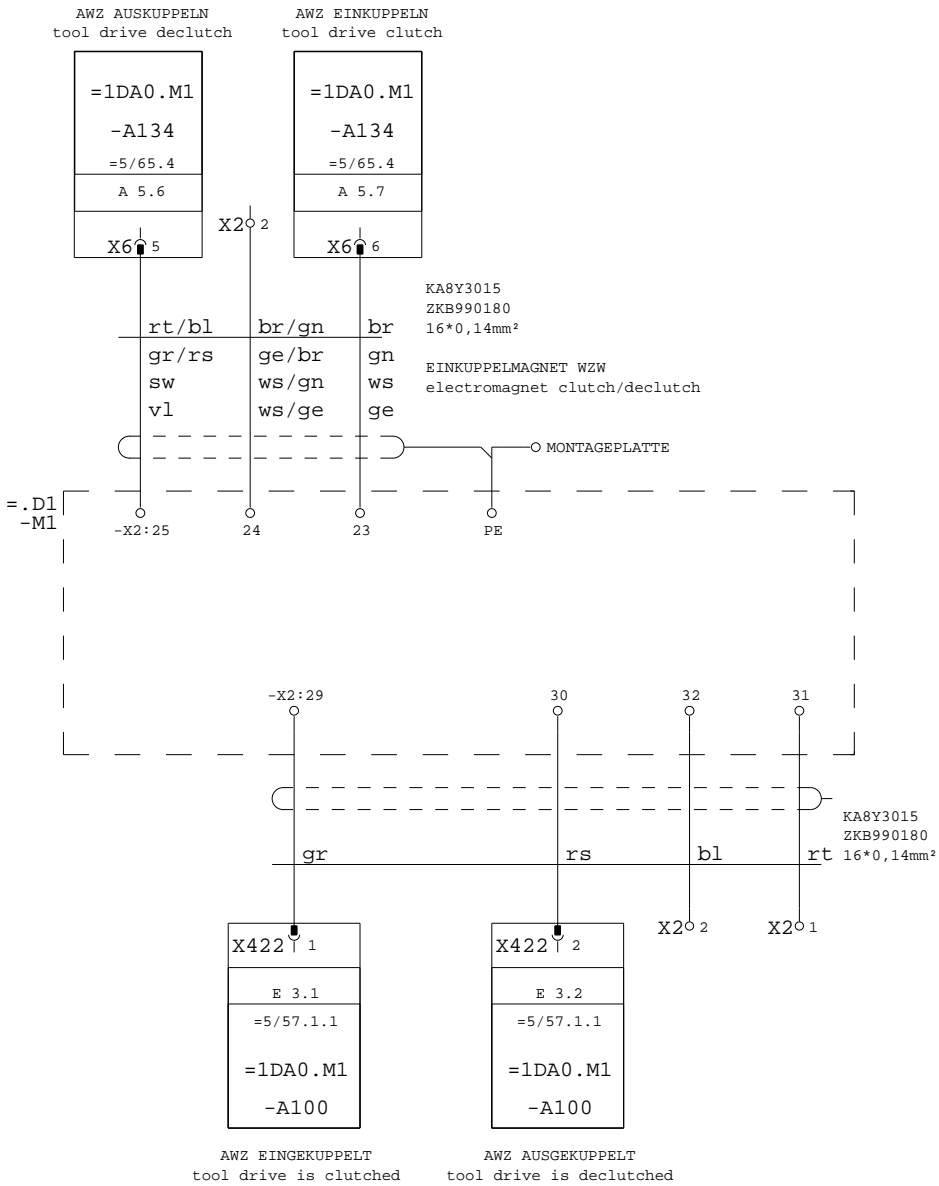 AWZ AUSKUPPELN
tool drive declutch
AWZ EINKUPPELN
tool drive clutch
=1DA0.M1
-A134
=5/65.4
A 5.6
X6 5
X2 2
=1DA0.M1
-A134
=5/65.4
A 5.7
X6 6
KA8Y3015
ZKB990180
16*0,14mm²
rt/bl br/gn br
gr/rs ge/br gn
sw ws/gn ws
vl ws/ge ge
EINKUPPELMAGNET WZW
electromagnet clutch/declutch
MONTAGEPLATTE
=.D1
-M1
-X2:25 24 23 PE
-X2:29 30 32 31
KA8Y3015
ZKB990180
16*0,14mm²
gr rs bl rt
X422 1
E 3.1
=5/57.1.1
=1DA0.M1
-A100
X422 2
E 3.2
=5/57.1.1
=1DA0.M1
-A100
X2 2
X2 1
AWZ EINGEKUPPELT
tool drive is clutched
AWZ AUSGEKUPPELT
tool drive is declutched